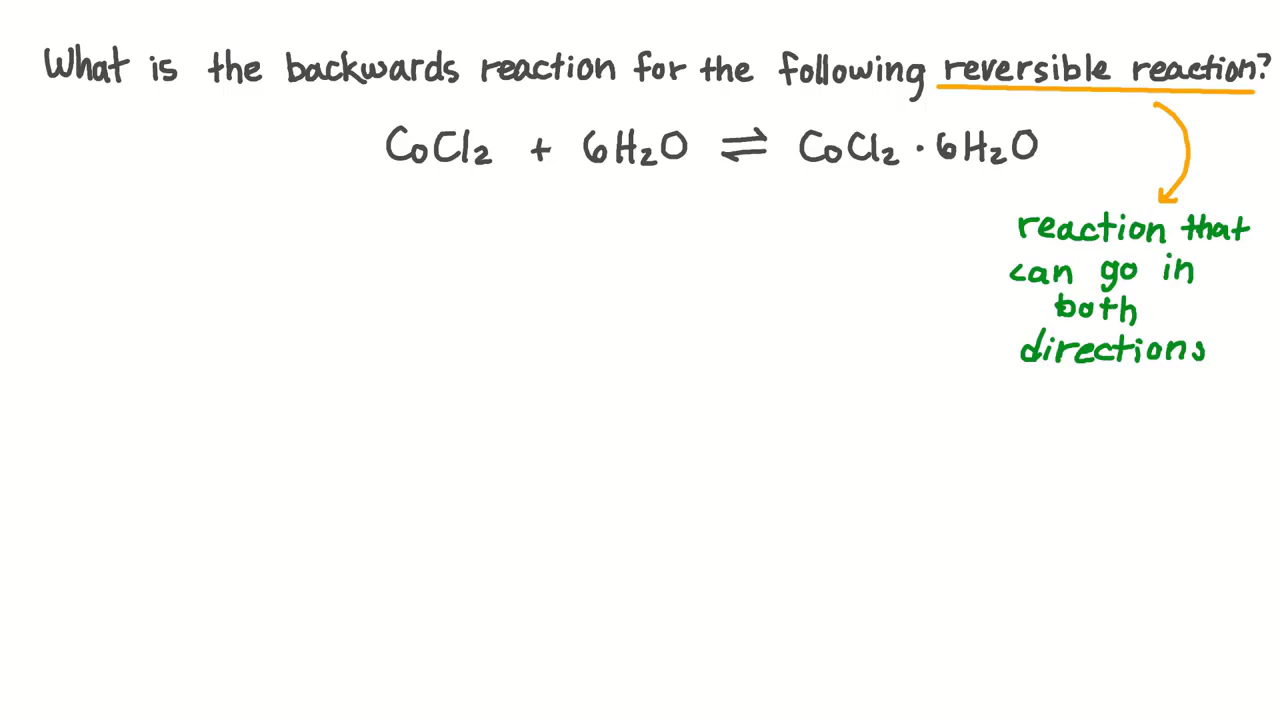 What is the backwards reaction for the following reversible reaction?
CoCl₂ + 6H₂O ⇌ CoCl₂ · 6H₂O
reaction that
can go in
both
directions